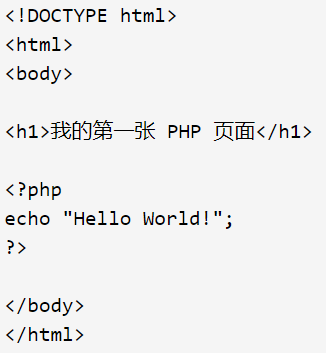 <!DOCTYPE html>
<html>
<body>
<h1>我的第一张 PHP 页面</h1>
<?php
echo "Hello World!";
?>
</body>
</html>